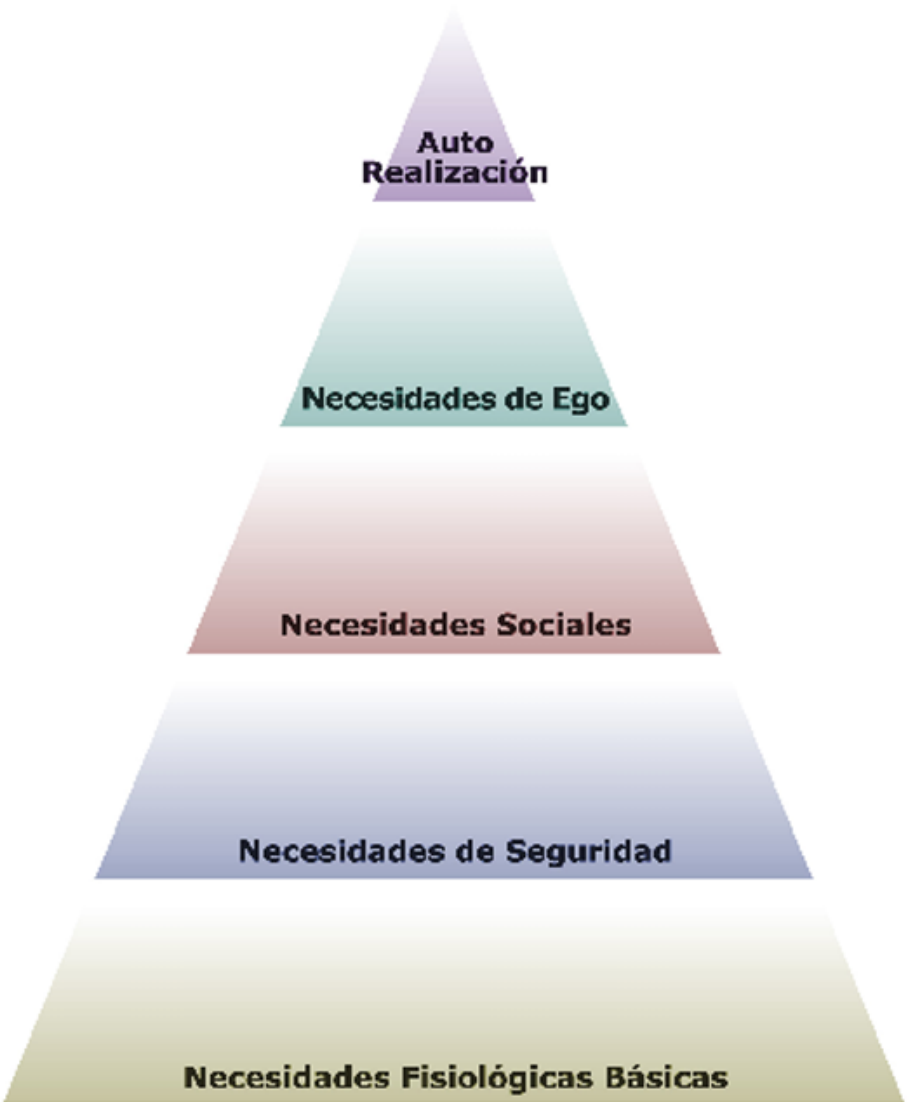 Auto
Realización
Necesidades de Ego
Necesidades Sociales
Necesidades de Seguridad
Necesidades Fisiológicas Básicas